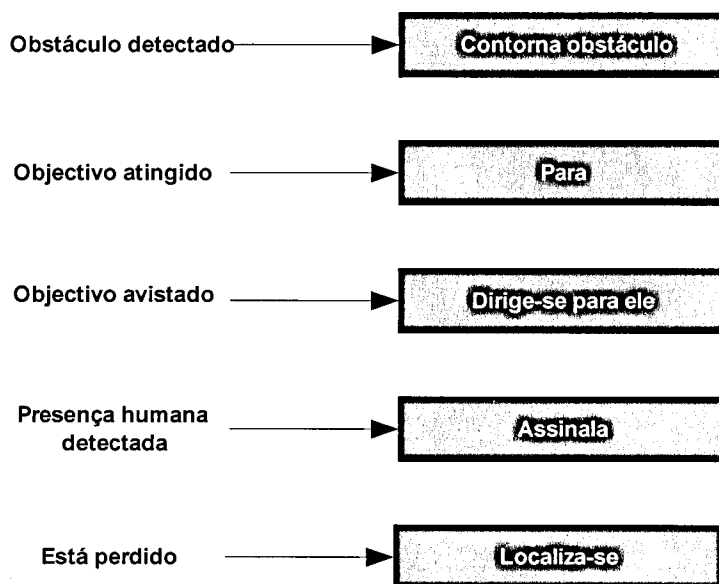 Obstáculo detectado
Contorna obstáculo
Objectivo atingido
Para
Objectivo avistado
Dirige-se para ele
Presença humana
detectada
Assinala
Está perdido
Localiza-se